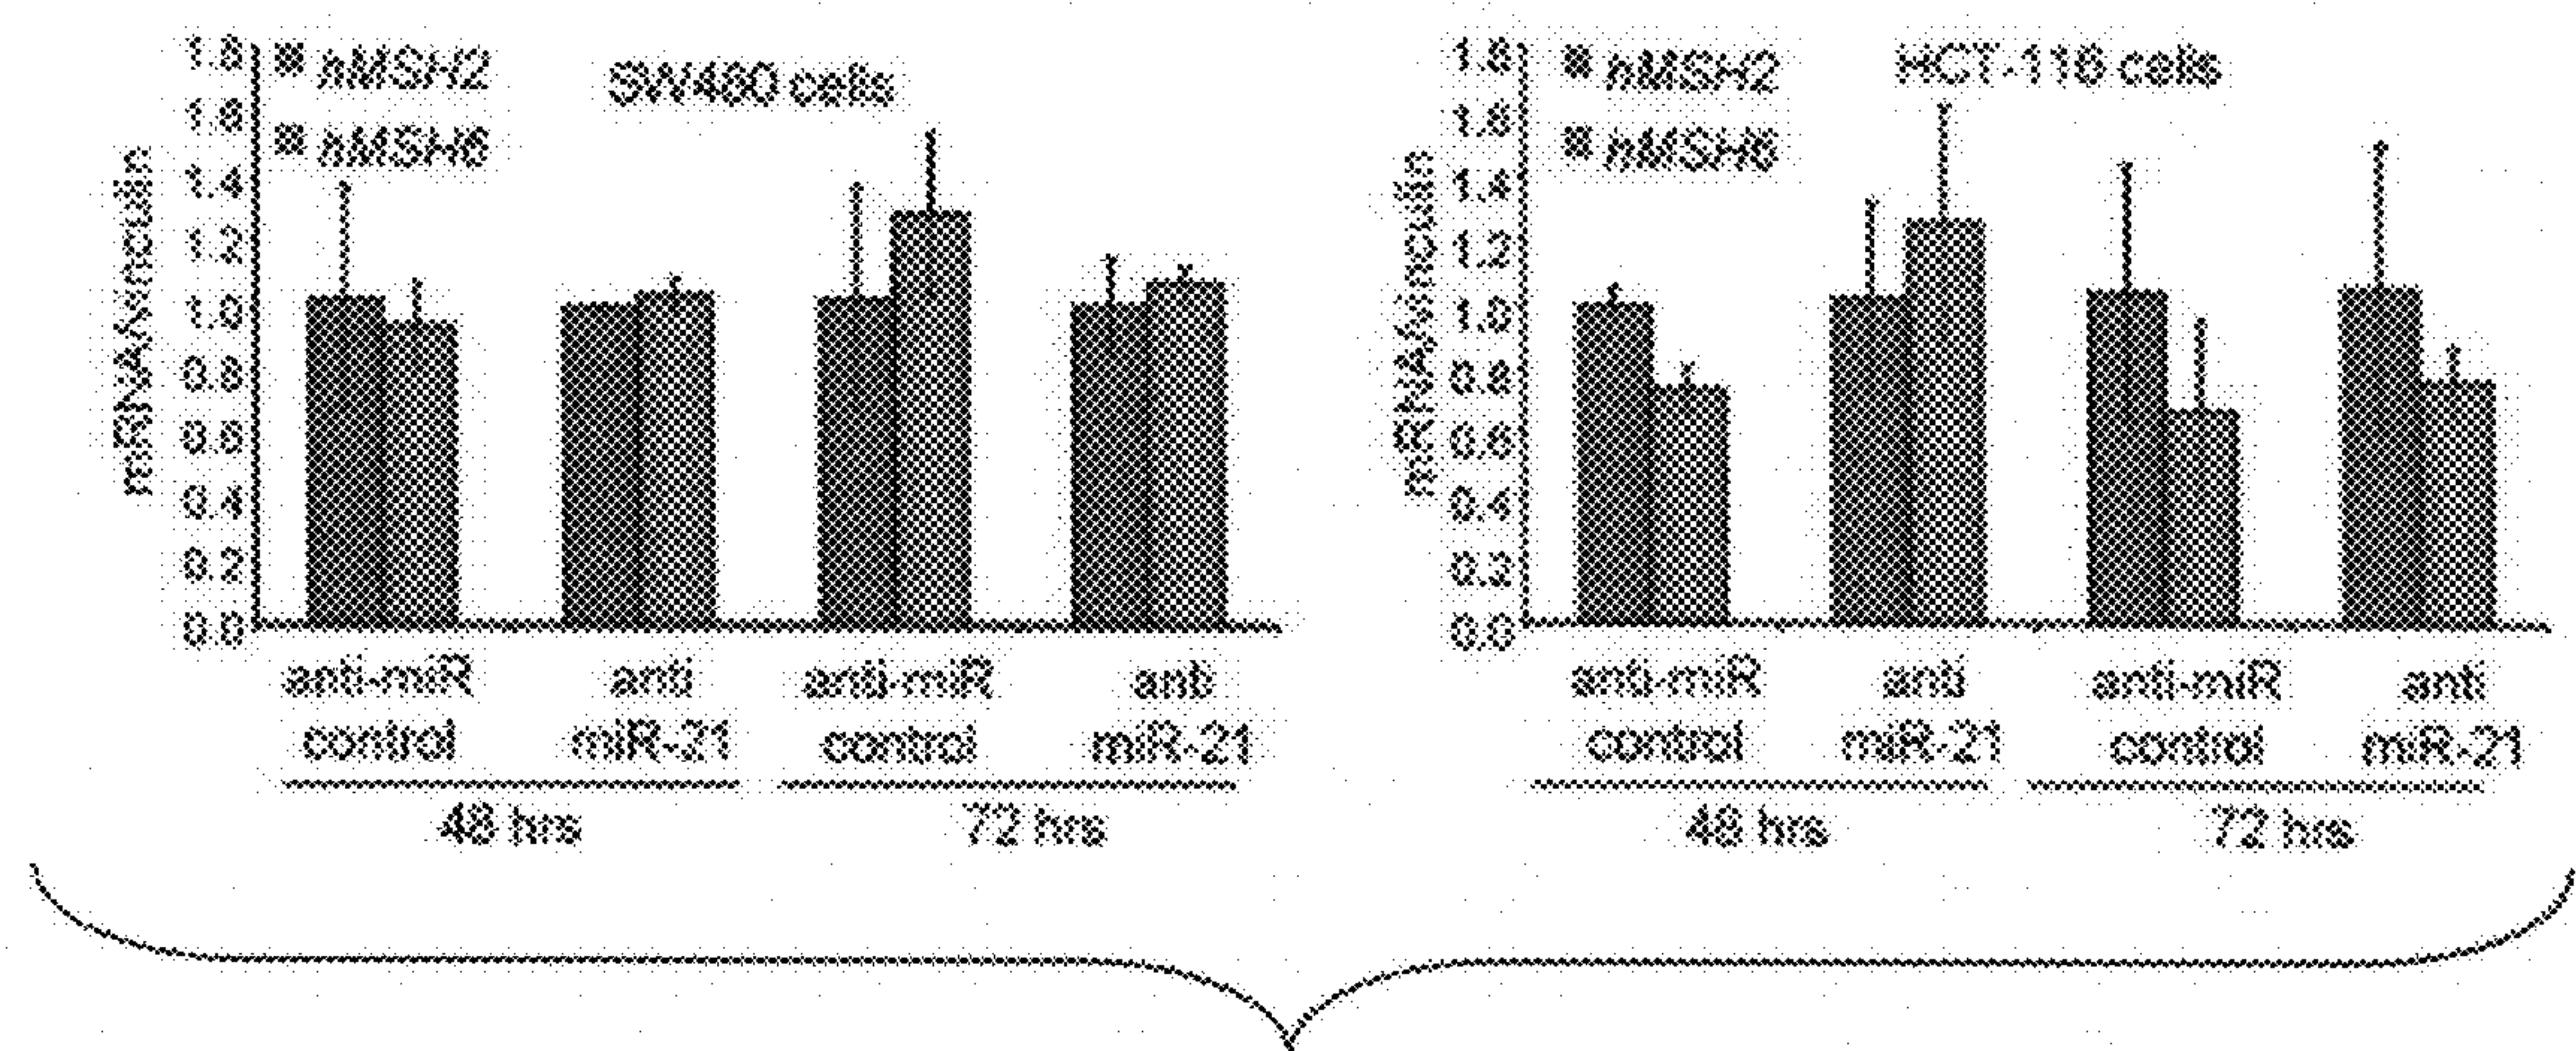 1.8
1.6
1.4
1.2
1.0
0.8
0.6
0.4
0.2
0.0
mRNA/vinculin
hMSH2
hMSH6
SW480 cells
anti-miR control
anti miR-21
anti-miR control
anti miR-21
48 hrs
72 hrs
1.8
1.6
1.4
1.2
1.0
0.8
0.6
0.4
0.2
0.0
mRNA/vinculin
hMSH2
hMSH6
HCT-116 cells
anti-miR control
anti miR-21
anti-miR control
anti miR-21
48 hrs
72 hrs